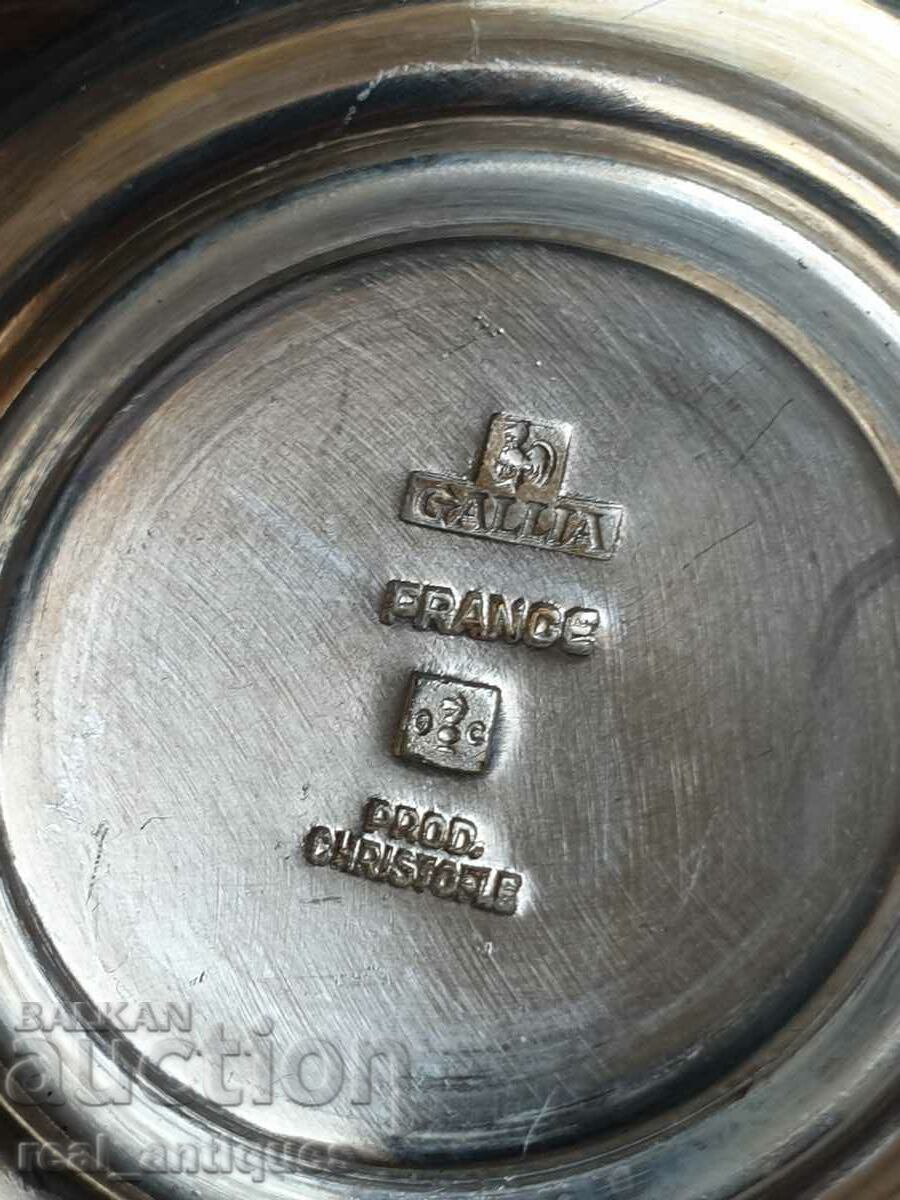 GALLIA
FRANCE
O C
PROD.
CHRISTOFLE
BALKAN
auction
real_antiques